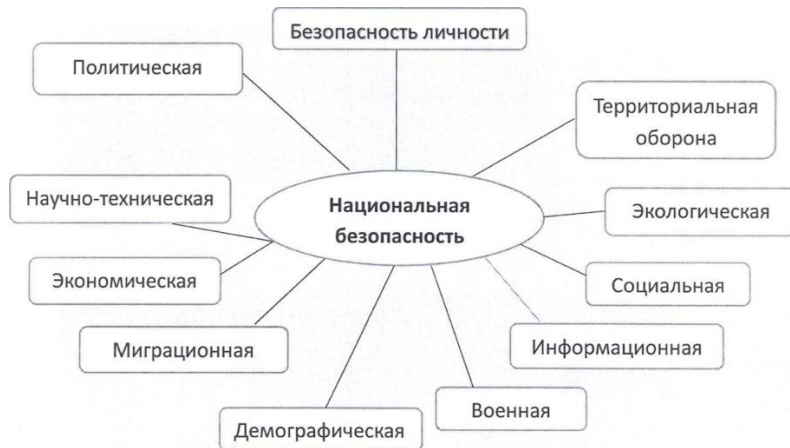 Безопасность личности
Политическая
Территориальная
оборона
Научно-техническая
Национальная
безопасность
Экологическая
Экономическая
Социальная
Миграционная
Информационная
Демографическая
Военная